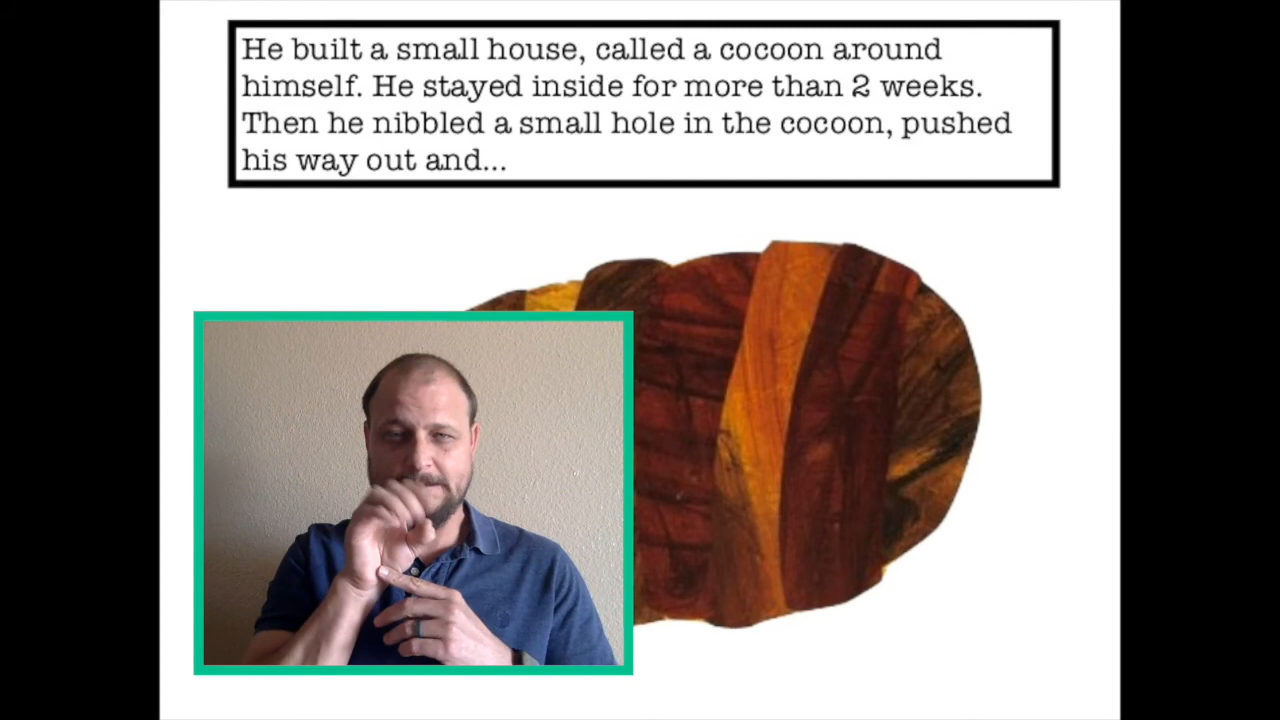 He built a small house, called a cocoon around
himself. He stayed inside for more than 2 weeks.
Then he nibbled a small hole in the cocoon, pushed
his way out and...